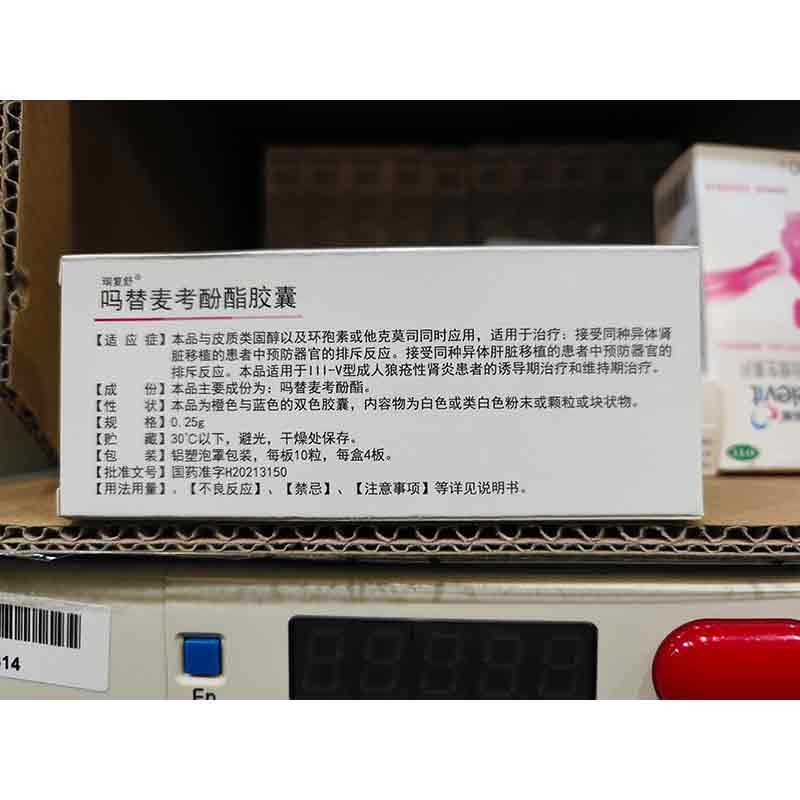 瑞复舒®
吗替麦考酚酯胶囊
【适应症】本品与皮质类固醇以及环孢素或他克莫司同时应用，适用于治疗：接受同种异体肾
脏移植的患者中预防器官的排斥反应。接受同种异体肝脏移植的患者中预防器官的
排斥反应。本品适用于III-V型成人狼疮性肾炎患者的诱导期治疗和维持期治疗。
【成份】本品主要成份为：吗替麦考酚酯。
【性状】本品为橙色与蓝色的双色胶囊，内容物为白色或类白色粉末或颗粒或块状物。
【规格】0.25g
【贮藏】30℃以下，避光，干燥处保存。
【包装】铝塑泡罩包装，每板10粒，每盒4板。
【批准文号】国药准字H20213150
【用法用量】、【不良反应】、【禁忌】、【注意事项】等详见说明书。
devit
614
En